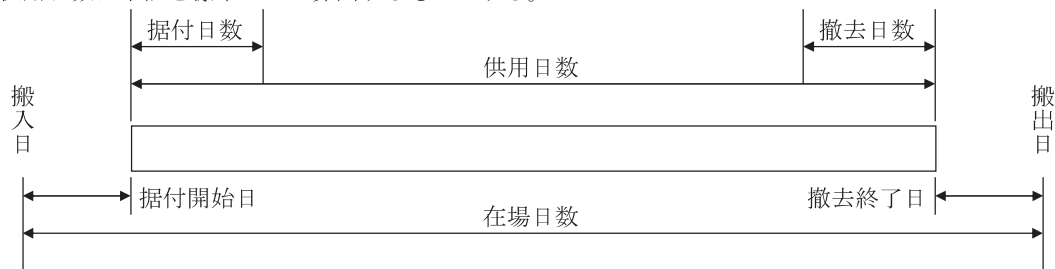 据付日数
撤去日数
供用日数
搬入日
搬出日
据付開始日
撤去終了日
在場日数